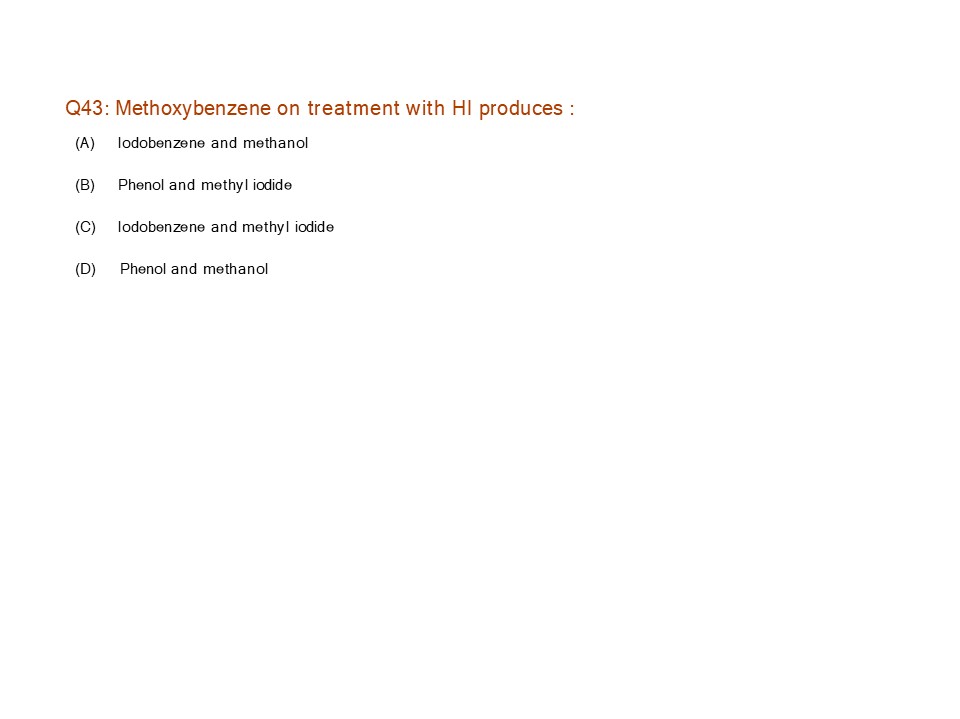 Q43: Methoxybenzene on treatment with HI produces :
(A) Iodobenzene and methanol
(B) Phenol and methyl iodide
(C) Iodobenzene and methyl iodide
(D) Phenol and methanol